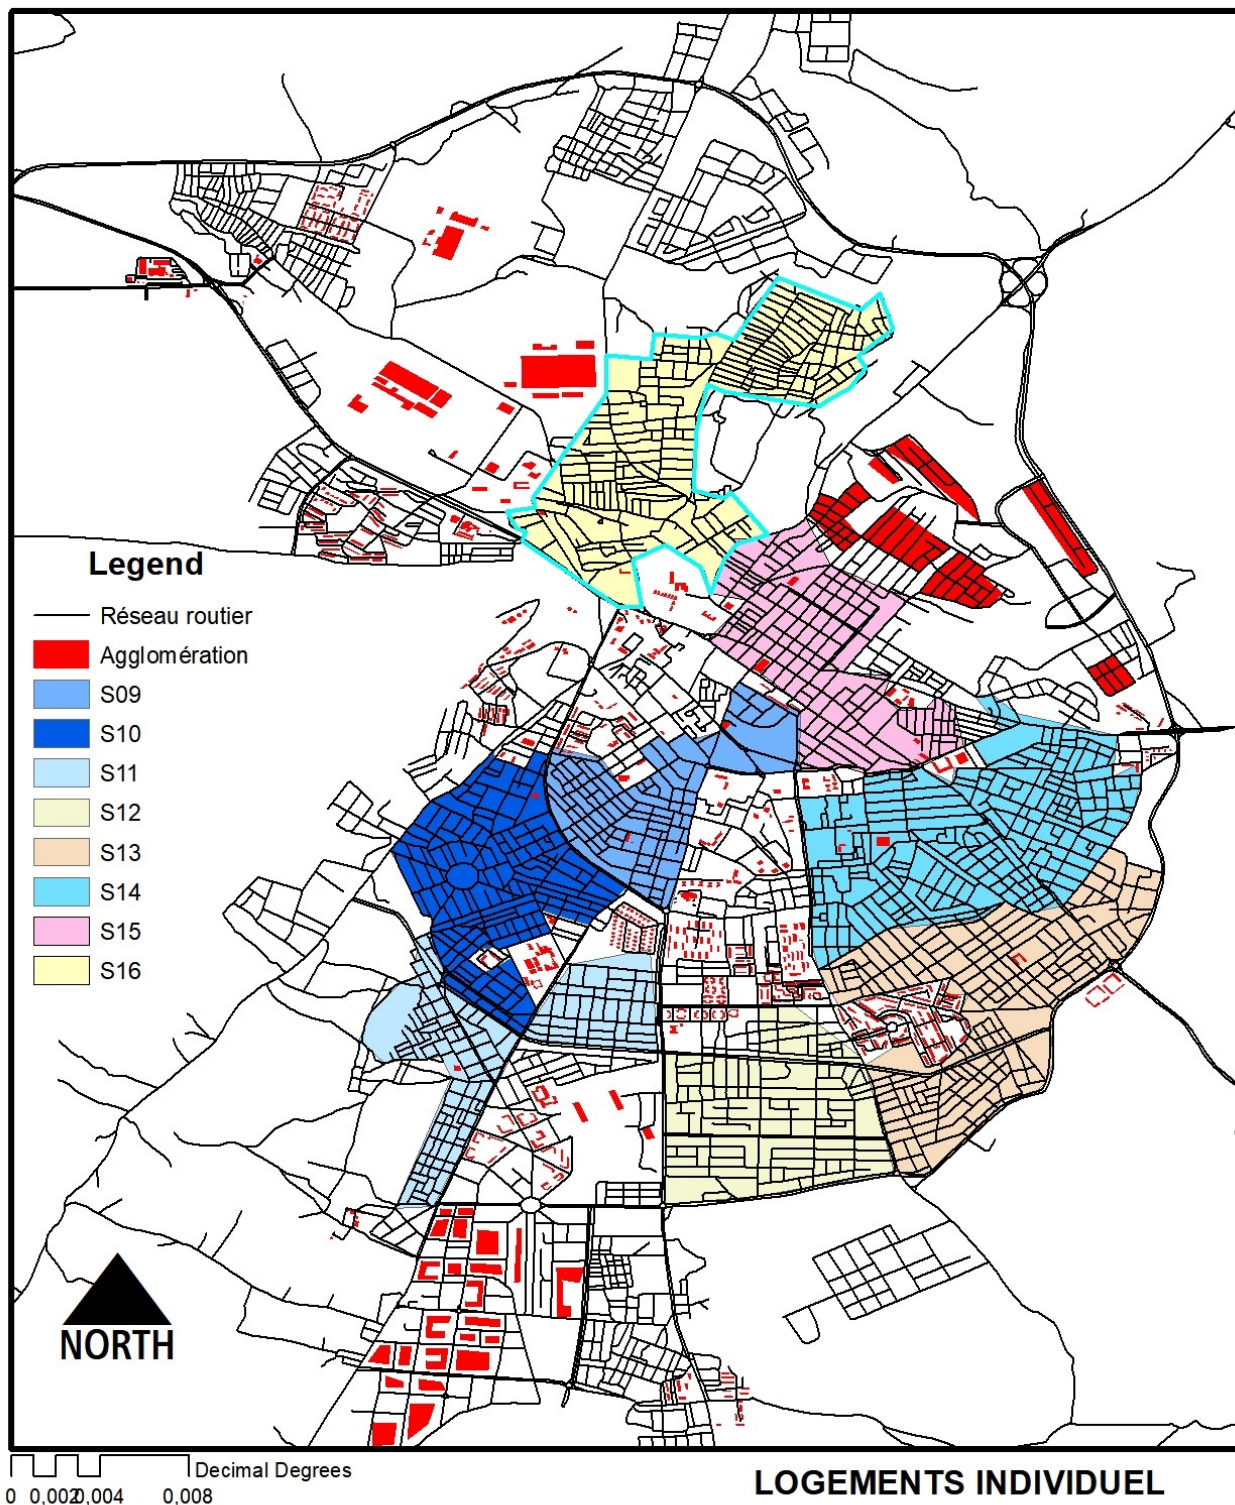 Legend
Réseau routier
Agglomération
S09
S10
S11
S12
S13
S14
S15
S16
NORTH
Decimal Degrees
0 0,002 0,004 0,008
LOGEMENTS INDIVIDUEL